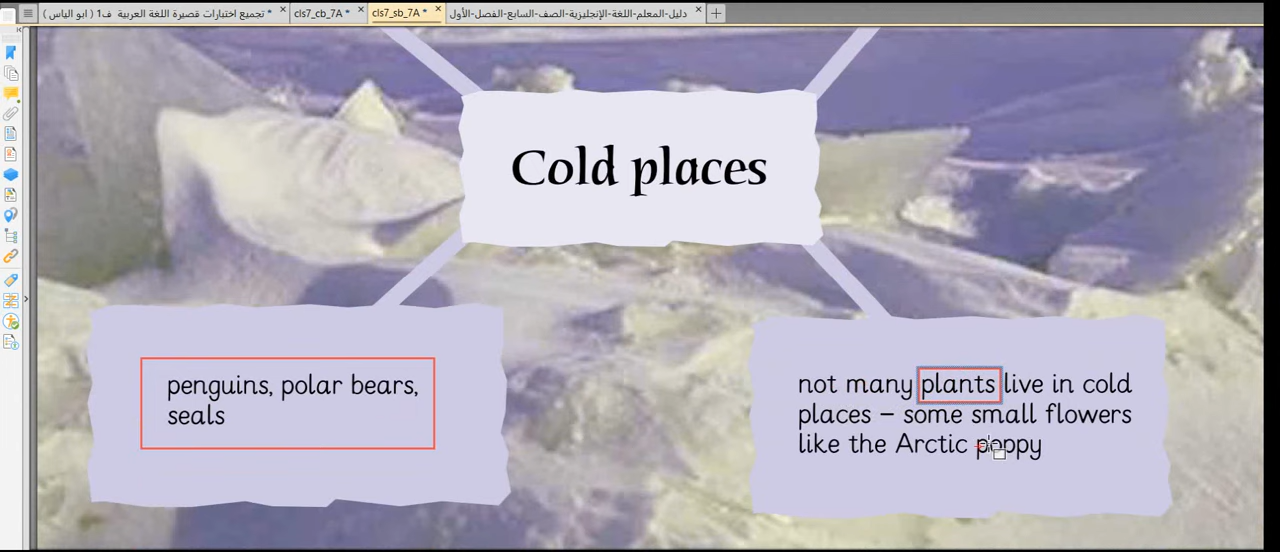 * تجميع اختبارات قصيرة اللغة العربية ف1 ( ابو الياس )
cls7_cb_7A *
cls7_sb_7A *
دليل-المعلم-اللغة-الإنجليزية-الصف-السابع-الفصل-الأول
Cold places
penguins, polar bears,
seals
not many plants live in cold
places – some small flowers
like the Arctic poppy